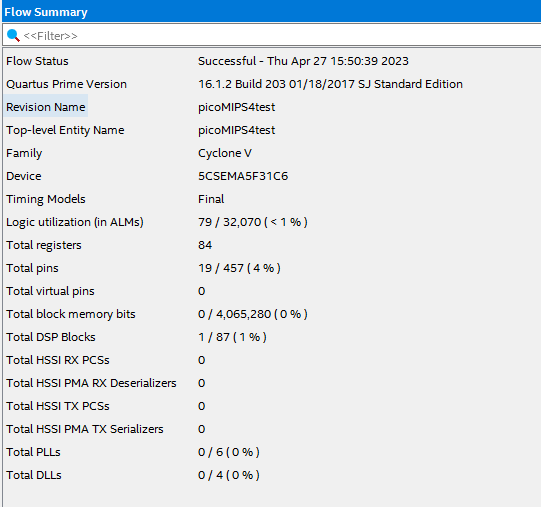 Flow Summary
<<Filter>>
Flow Status Successful - Thu Apr 27 15:50:39 2023
Quartus Prime Version 16.1.2 Build 203 01/18/2017 SJ Standard Edition
Revision Name picoMIPS4test
Top-level Entity Name picoMIPS4test
Family Cyclone V
Device 5CSEMA5F31C6
Timing Models Final
Logic utilization (in ALMs) 79 / 32,070 ( < 1 % )
Total registers 84
Total pins 19 / 457 ( 4 % )
Total virtual pins 0
Total block memory bits 0 / 4,065,280 ( 0 % )
Total DSP Blocks 1 / 87 ( 1 % )
Total HSSI RX PCSs 0
Total HSSI PMA RX Deserializers 0
Total HSSI TX PCSs 0
Total HSSI PMA TX Serializers 0
Total PLLs 0 / 6 ( 0 % )
Total DLLs 0 / 4 ( 0 % )